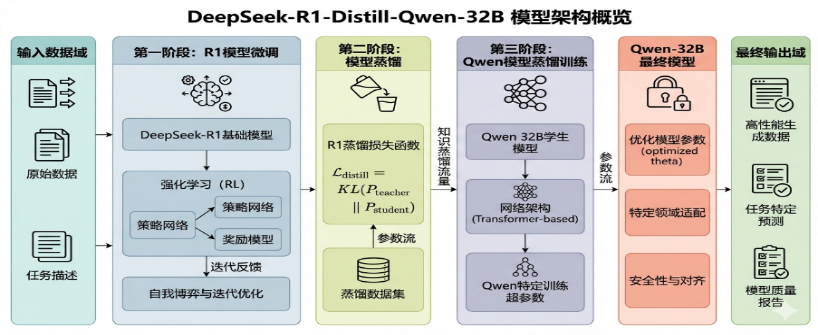 DeepSeek-R1-Distill-Qwen-32B 模型架构概览
输入数据域
原始数据
任务描述
第一阶段：R1模型微调
DeepSeek-R1基础模型
强化学习（RL）
策略网络
策略网络
奖励模型
迭代反馈
自我博弈与迭代优化
第二阶段：
模型蒸馏
R1蒸馏损失函数
ℒdistill =
KL(Pteacher
|| Pstudent)
参数流
蒸馏数据集
知识蒸馏流量
第三阶段：
Qwen模型蒸馏训练
Qwen 32B学生
模型
网络架构
(Transformer-based)
Qwen特定训练
超参数
参数流
Qwen-32B
最终模型
优化模型参数
(optimized
theta)
特定领域适配
安全性与对齐
最终输出域
高性能生
成数据
任务特定
预测
模型质量
报告